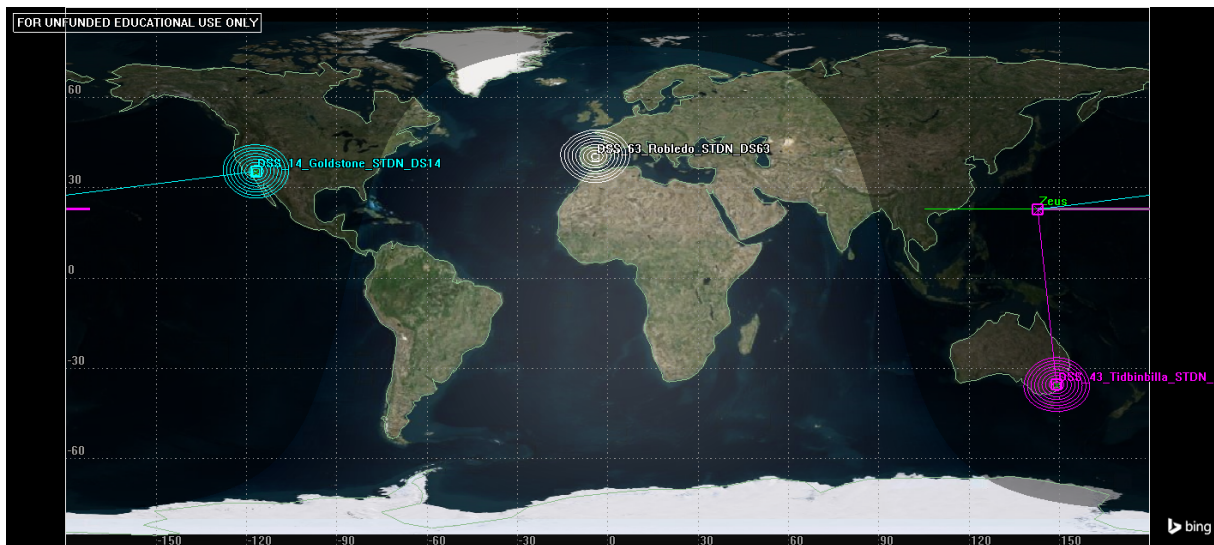 FOR UNFUNDED EDUCATIONAL USE ONLY
60
DSS_63_Robledo_STDN_DS63
DSS_14_Goldstone_STDN_DS14
30
Zeus
0
-30
DSS_43_Tidbinbilla_STDN_
-60
bing
-150 -120 -90 -60 -30 0 30 60 90 120 150